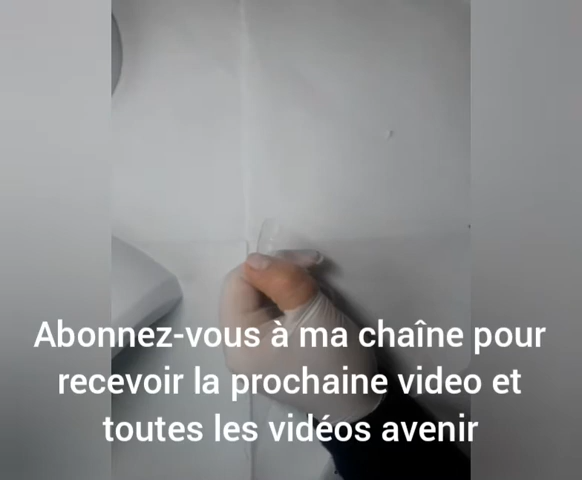 Abonnez-vous à ma chaîne pour
recevoir la prochaine video et
toutes les vidéos avenir